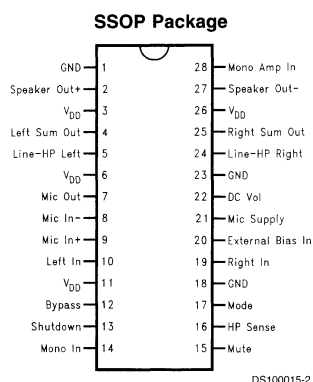 SSOP Package
GND 1 28 Mono Amp In
Speaker Out+ 2 27 Speaker Out-
VDD 3 26 VDD
Left Sum Out 4 25 Right Sum Out
Line-HP Left 5 24 Line-HP Right
VDD 6 23 GND
Mic Out 7 22 DC Vol
Mic In- 8 21 Mic Supply
Mic In+ 9 20 External Bias In
Left In 10 19 Right In
VDD 11 18 GND
Bypass 12 17 Mode
Shutdown 13 16 HP Sense
Mono In 14 15 Mute
DS100015-2